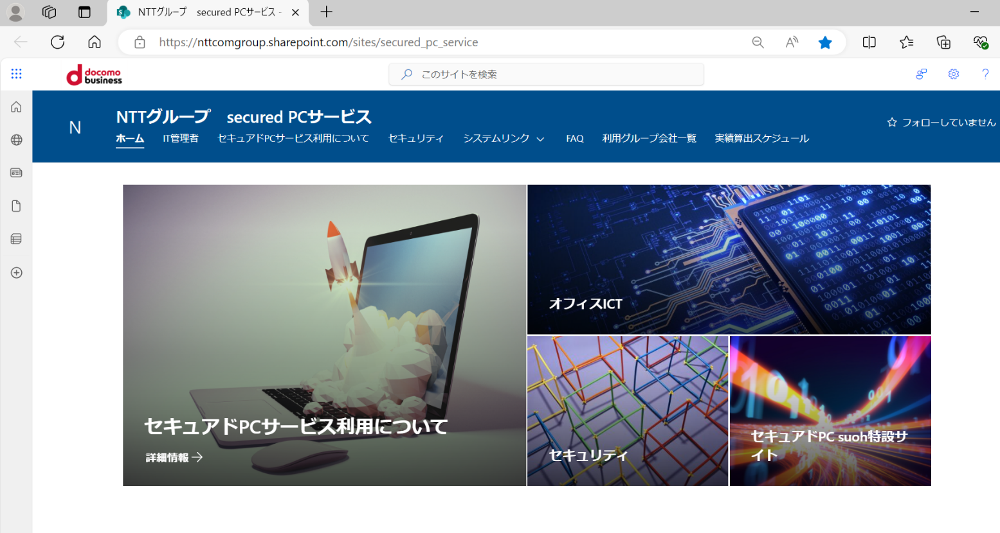 NTTグループ　secured PCサービス -
https://nttcomgroup.sharepoint.com/sites/secured_pc_service
docomo
business
このサイトを検索
N
NTTグループ　secured PCサービス
フォローしていません
ホーム IT管理者 セキュアドPCサービス利用について セキュリティ システムリンク FAQ 利用グループ会社一覧 実績算出スケジュール
セキュアドPCサービス利用について
詳細情報
オフィスICT
セキュリティ
セキュアドPC suoh特設サ
イト